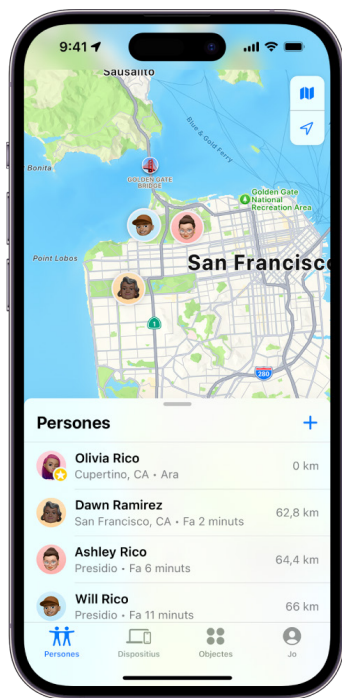 9:41
Sausalito
Blue & Gold Ferry
Bonita
GOLDEN GATE
BRIDGE
Golden Gate
National
Recreation Area
Point Lobos
San Francisco
1
280
Persones
Olivia Rico
Cupertino, CA • Ara
0 km
Dawn Ramirez
San Francisco, CA • Fa 2 minuts
62,8 km
Ashley Rico
Presidio • Fa 6 minuts
64,4 km
Will Rico
Presidio • Fa 11 minuts
66 km
Persones
Dispositius
Objectes
Jo